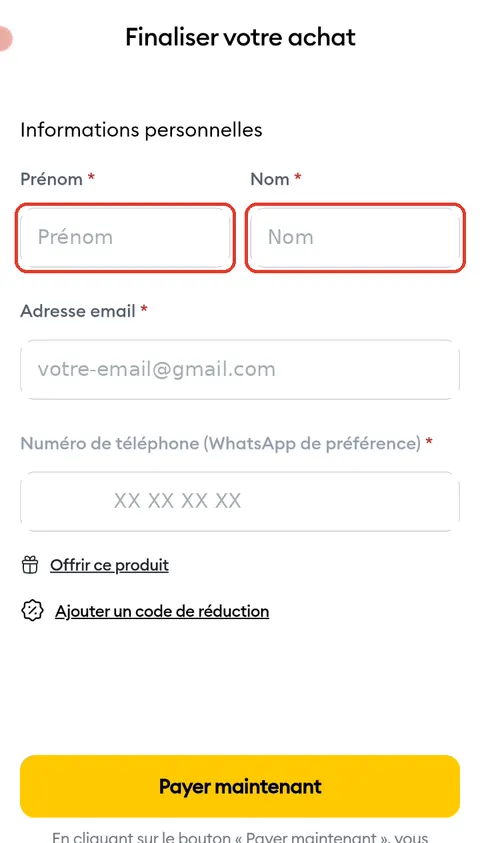 Finaliser votre achat
Informations personnelles
Prénom * Nom *
Prénom Nom
Adresse email *
votre-email@gmail.com
Numéro de téléphone (WhatsApp de préférence) *
XX XX XX XX
Offrir ce produit
Ajouter un code de réduction
Payer maintenant
En cliquant sur le bouton « Payer maintenant », vous